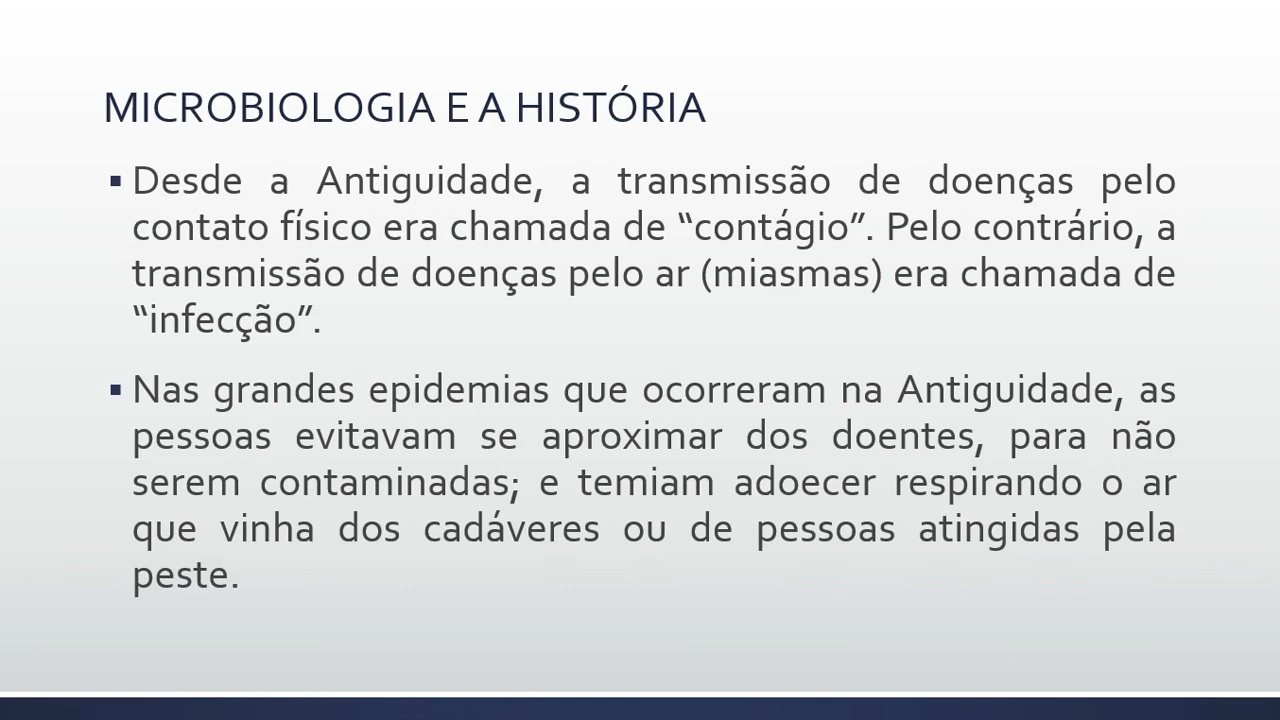 MICROBIOLOGIA E A HISTÓRIA
▪ Desde a Antiguidade, a transmissão de doenças pelo
contato físico era chamada de “contágio”. Pelo contrário, a
transmissão de doenças pelo ar (miasmas) era chamada de
“infecção”.
▪ Nas grandes epidemias que ocorreram na Antiguidade, as
pessoas evitavam se aproximar dos doentes, para não
serem contaminadas; e temiam adoecer respirando o ar
que vinha dos cadáveres ou de pessoas atingidas pela
peste.